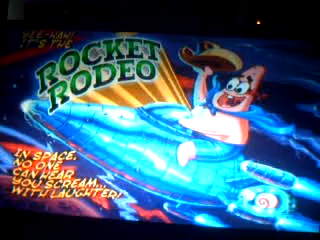 YEE-HAW!
IT'S THE
ROCKET
RODEO
IN SPACE,
NO ONE
CAN HEAR
YOU SCREAM...
WITH LAUGHTER!